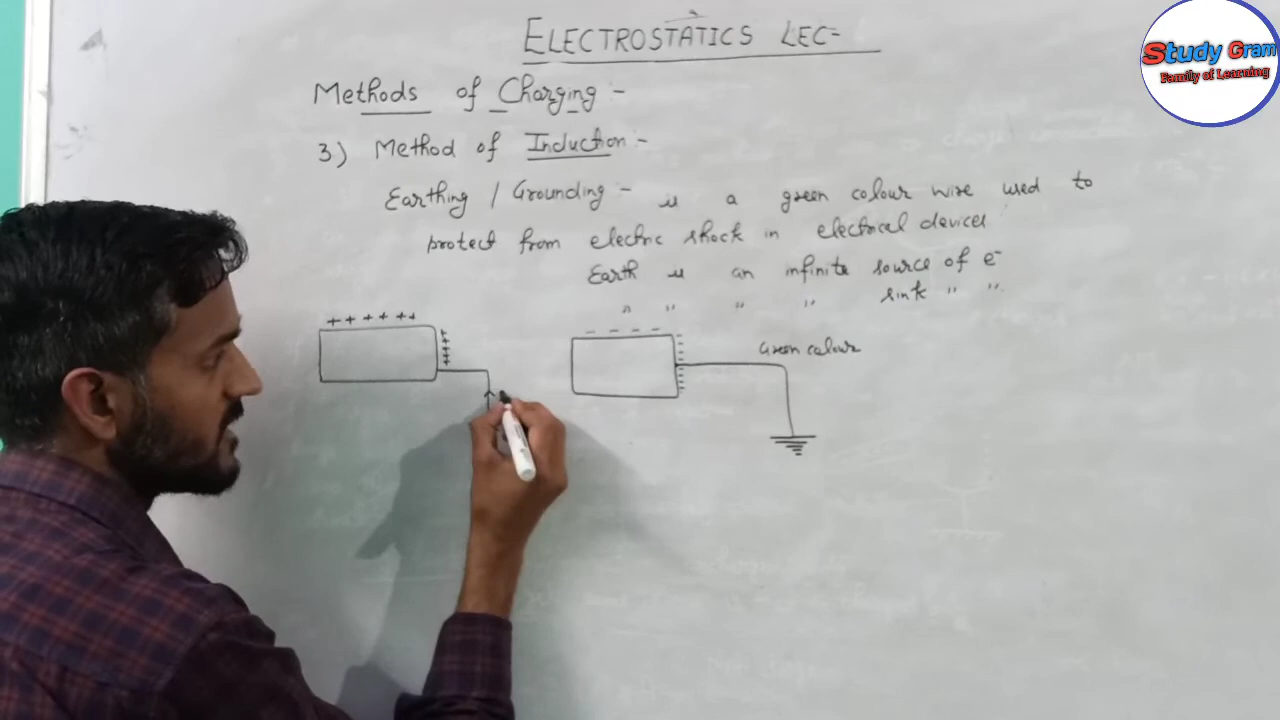 ELECTROSTATICS LEC-
Study Gram
Family of Learning
Methods of Charging :-
3) Method of Induction :-
Earthing / Grounding - is a green colour wire used to
protect from electric shock in electrical devices
Earth is an infinite source of e-
" " " " sink " "
+ + + + + +
+ + + +
- - - -
Green colour